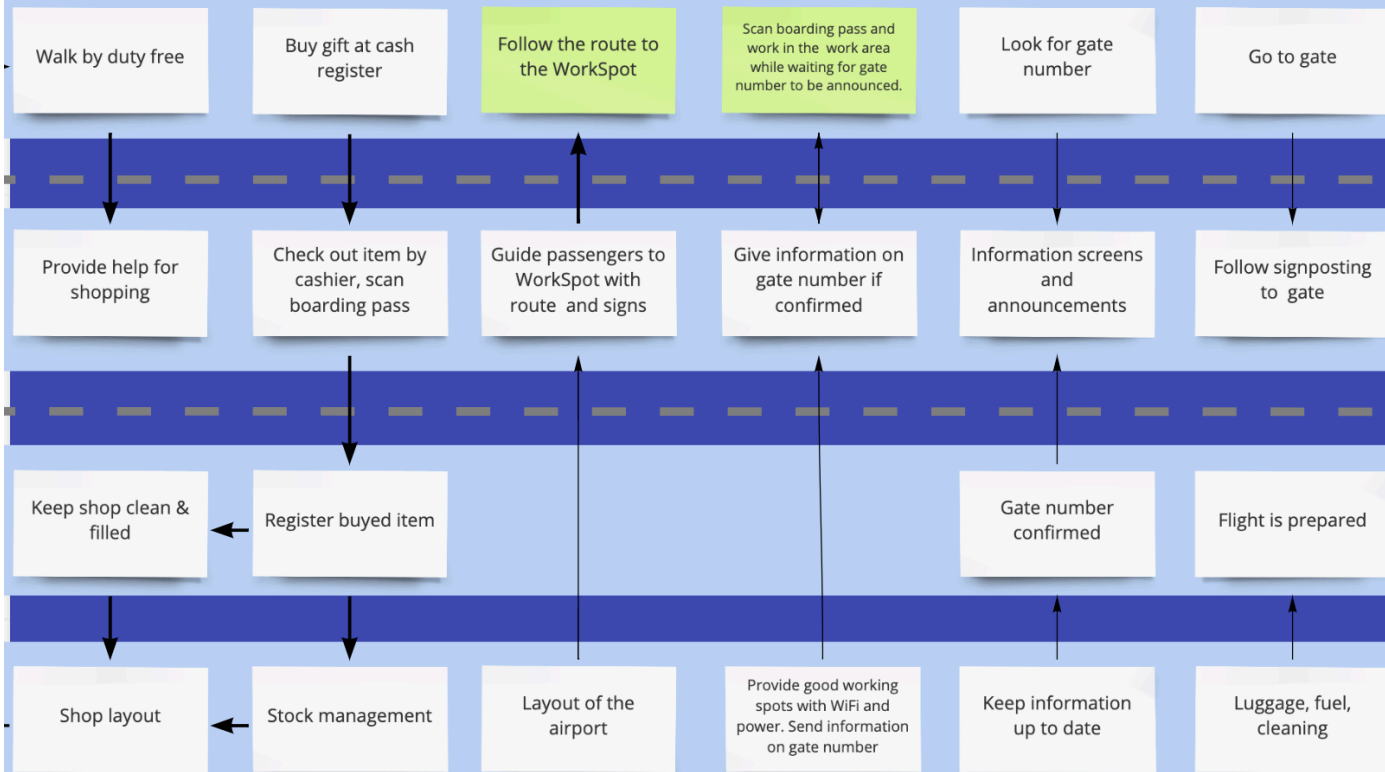 Walk by duty free
Buy gift at cash
register
Follow the route to
the WorkSpot
Scan boarding pass and
work in the work area
while waiting for gate
number to be announced.
Look for gate
number
Go to gate
Provide help for
shopping
Check out item by
cashier, scan
boarding pass
Guide passengers to
WorkSpot with
route and signs
Give information on
gate number if
confirmed
Information screens
and
announcements
Follow signposting
to gate
Keep shop clean &
filled
Register buyed item
Gate number
confirmed
Flight is prepared
Shop layout
Stock management
Layout of the
airport
Provide good working
spots with WiFi and
power. Send information
on gate number
Keep information
up to date
Luggage, fuel,
cleaning